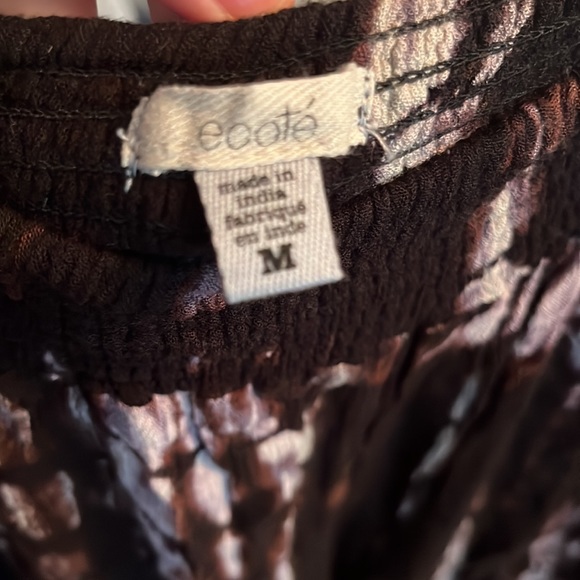 ecoté
made in
india
fabriqué
en inde
M